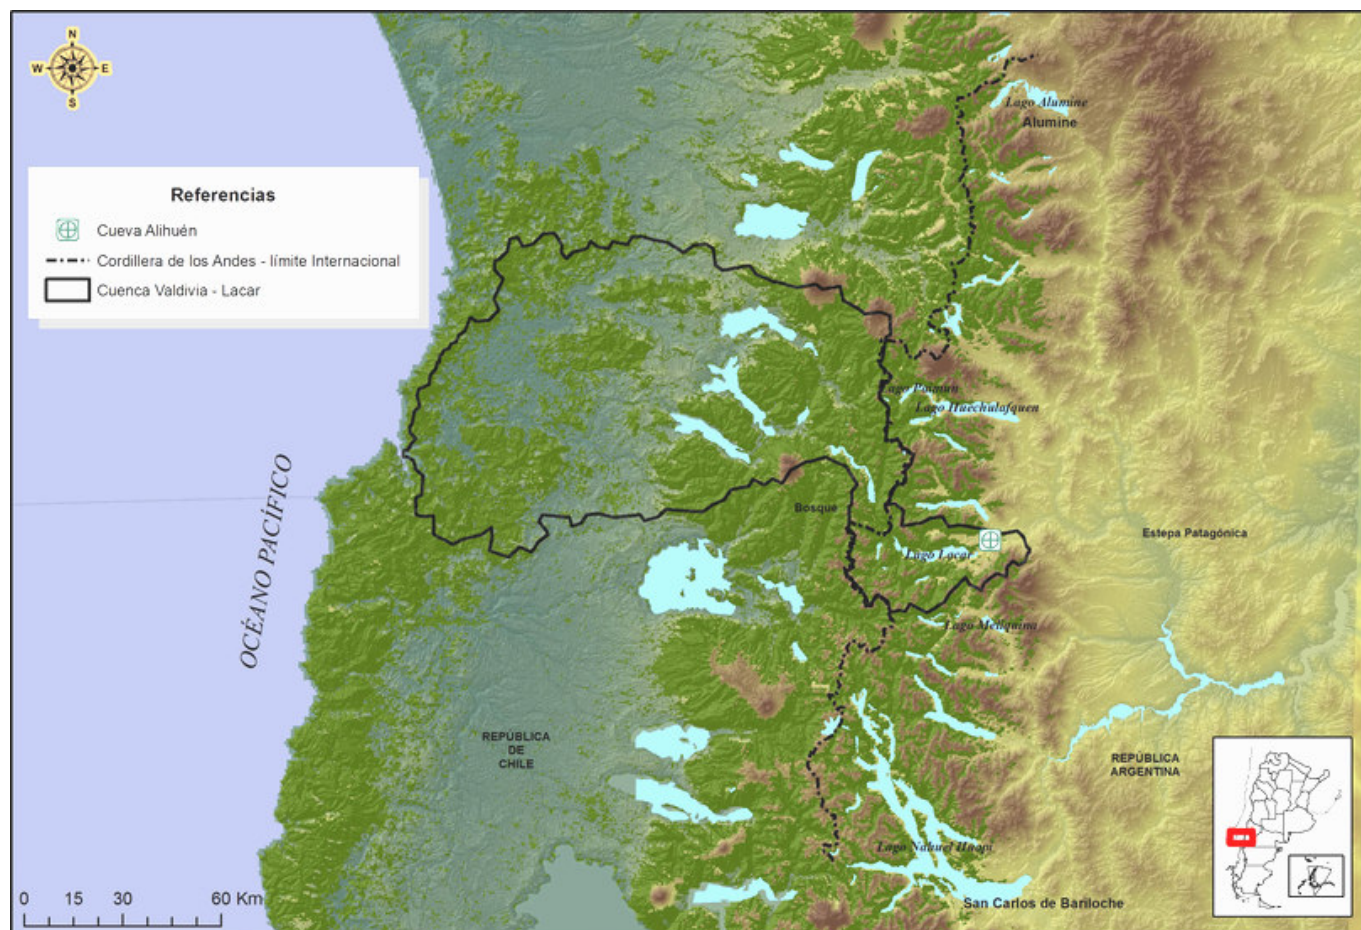 N
W
E
S
Lago Alumine
Alumine
Referencias
Cueva Alihuén
Cordillera de los Andes - límite Internacional
Cuenca Valdivia - Lacar
Lago Huechulafquen
OCÉANO PACÍFICO
Bosque
Estepa Patagónica
Lago Lacar
Lago Meliquina
REPÚBLICA
DE
CHILE
REPÚBLICA
ARGENTINA
Lago Nahuel Huapi
San Carlos de Bariloche
0 15 30 60 Km